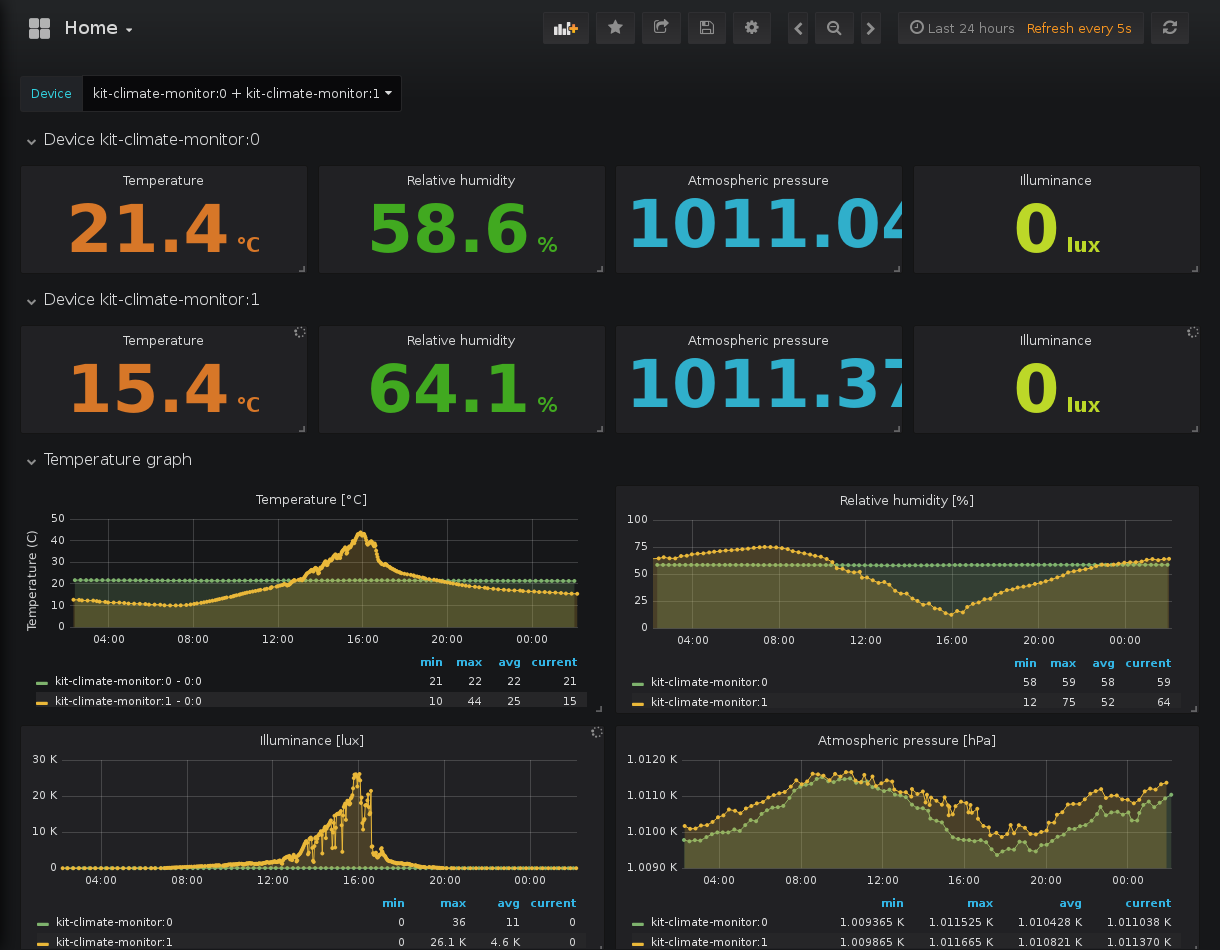 Home
Last 24 hours Refresh every 5s
Device kit-climate-monitor:0 + kit-climate-monitor:1
Device kit-climate-monitor:0
Temperature Relative humidity Atmospheric pressure Illuminance
21.4 °C 58.6 % 1011.04 0 lux
Device kit-climate-monitor:1
Temperature Relative humidity Atmospheric pressure Illuminance
15.4 °C 64.1 % 1011.37 0 lux
Temperature graph
Temperature [°C]
Temperature (C)
50
40
30
20
10
0
04:00 08:00 12:00 16:00 20:00 00:00
min max avg current
kit-climate-monitor:0 - 0:0 21 22 22 21
kit-climate-monitor:1 - 0:0 10 44 25 15
Relative humidity [%]
100
75
50
25
0
04:00 08:00 12:00 16:00 20:00 00:00
min max avg current
kit-climate-monitor:0 58 59 58 59
kit-climate-monitor:1 12 75 52 64
Illuminance [lux]
30 K
20 K
10 K
0
04:00 08:00 12:00 16:00 20:00 00:00
min max avg current
kit-climate-monitor:0 0 36 11 0
kit-climate-monitor:1 0 26.1 K 4.6 K 0
Atmospheric pressure [hPa]
1.0120 K
1.0110 K
1.0100 K
1.0090 K
04:00 08:00 12:00 16:00 20:00 00:00
min max avg current
kit-climate-monitor:0 1.009365 K 1.011525 K 1.010428 K 1.011038 K
kit-climate-monitor:1 1.009865 K 1.011665 K 1.010821 K 1.011370 K